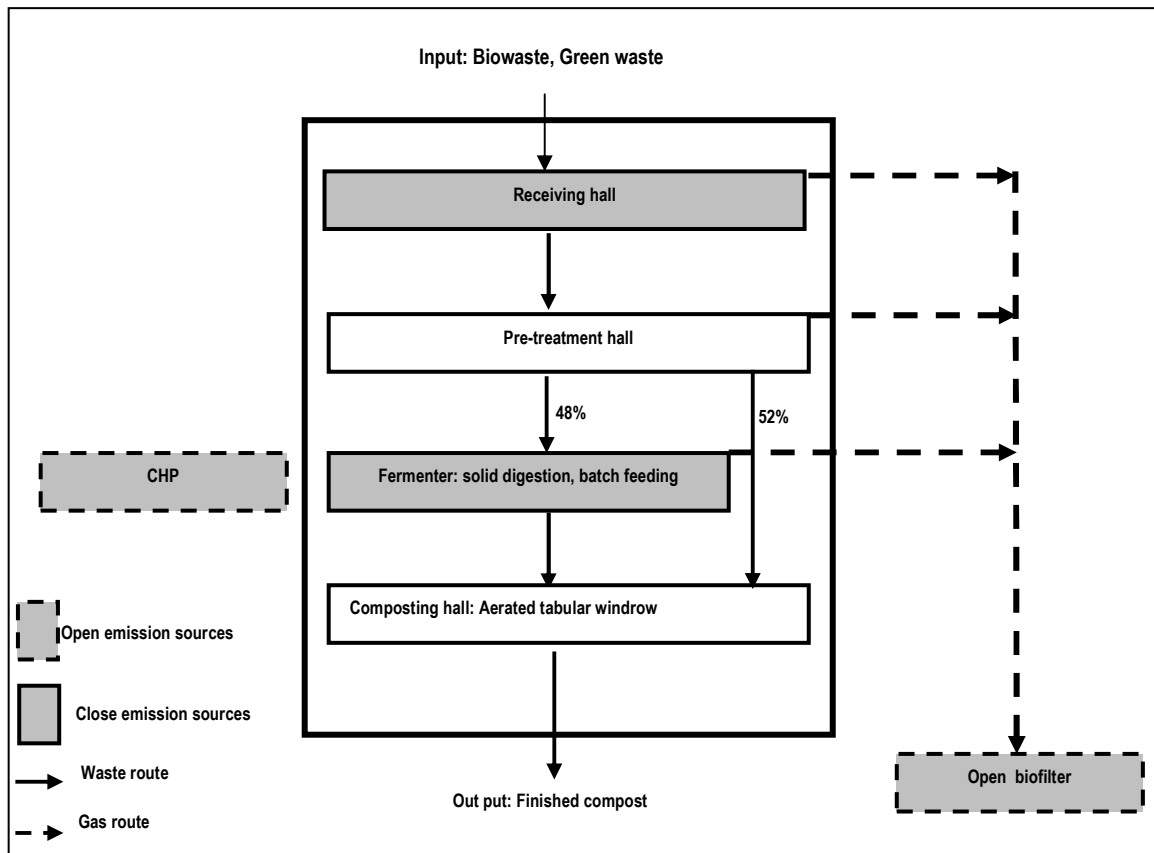 Input: Biowaste, Green waste
Receiving hall
Pre-treatment hall
48%
52%
CHP
Fermenter: solid digestion, batch feeding
Composting hall: Aerated tabular windrow
Open emission sources
Close emission sources
Waste route
Open biofilter
Out put: Finished compost
Gas route